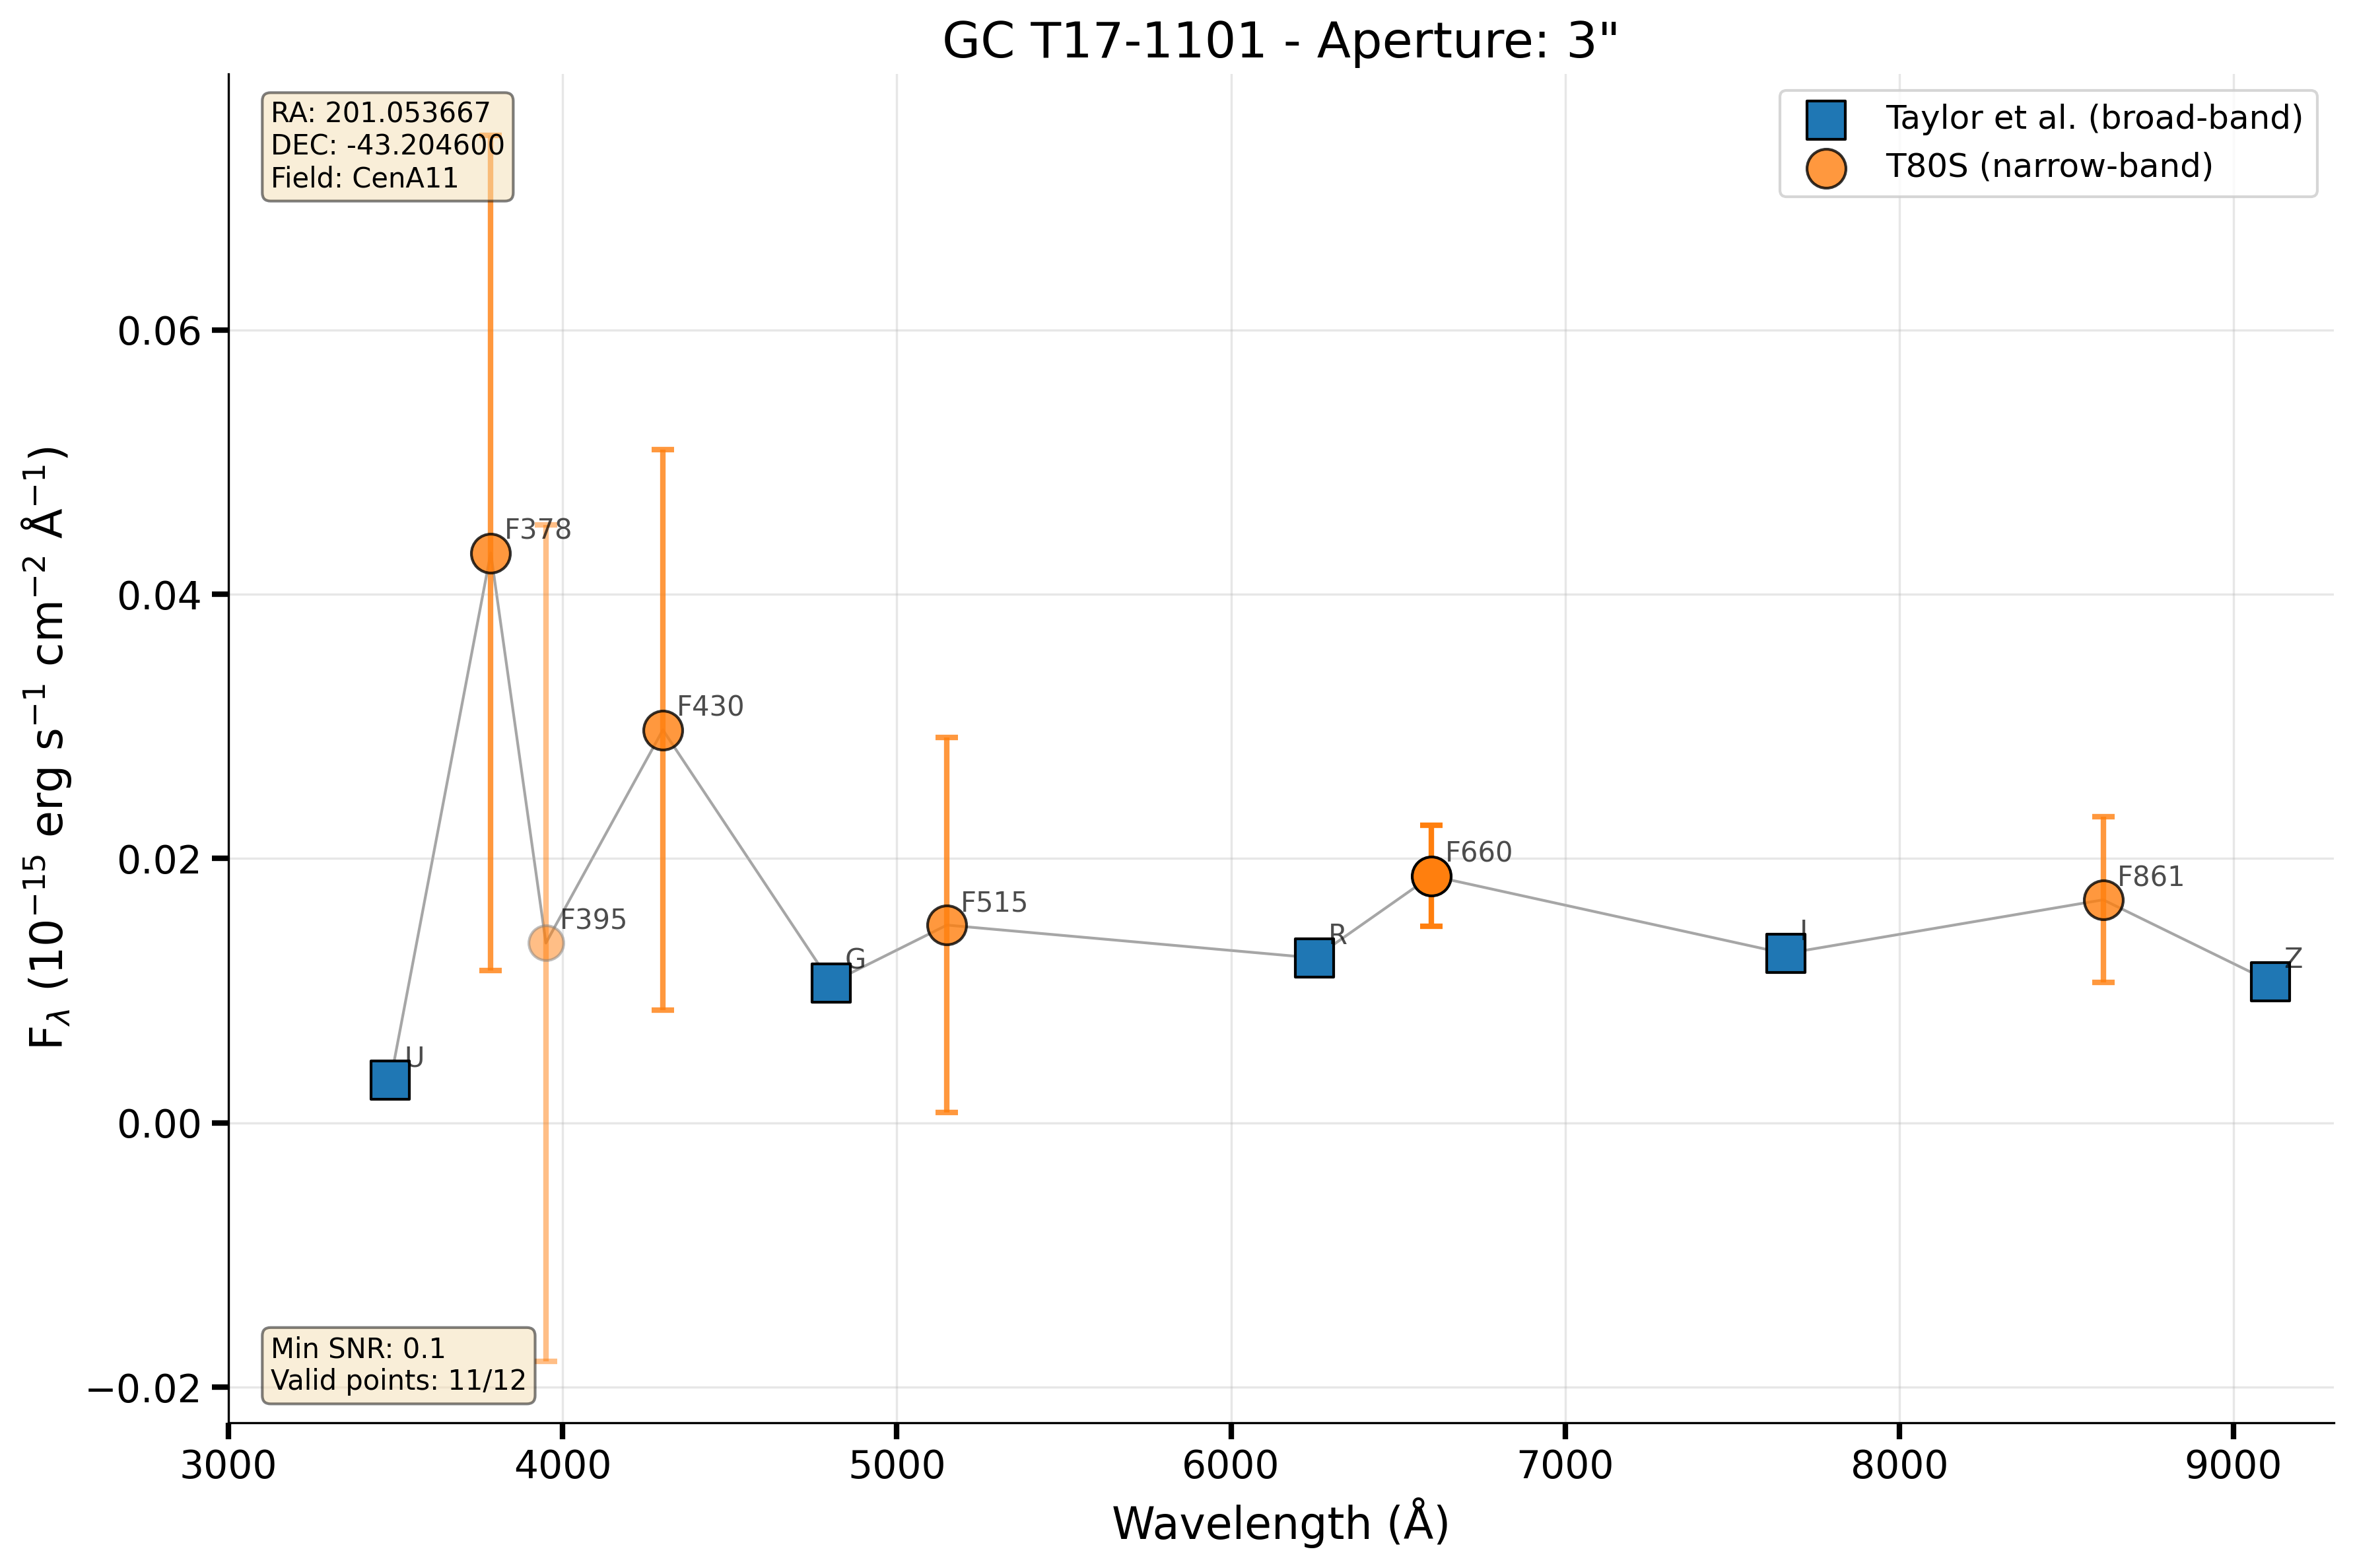 GC T17-1101 - Aperture: 3"
RA: 201.053667
DEC: -43.204600
Field: CenA11
Taylor et al. (broad-band)
T80S (narrow-band)
F378
F395
F430
F515
F660
F861
U
G
R
I
Z
0.06
0.04
0.02
0.00
−0.02
F_λ (10⁻¹⁵ erg s⁻¹ cm⁻² Å⁻¹)
Min SNR: 0.1
Valid points: 11/12
3000 4000 5000 6000 7000 8000 9000
Wavelength (Å)